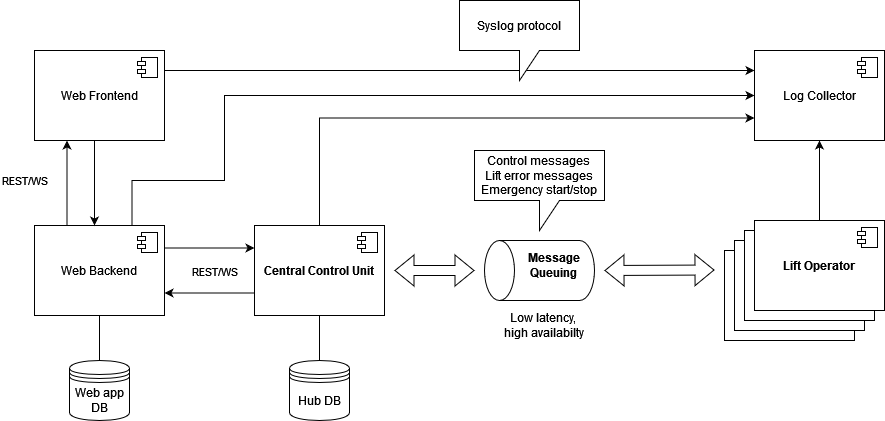 Syslog protocol
Web Frontend
Log Collector
Control messages
Lift error messages
Emergency start/stop
REST/WS
Web Backend
REST/WS
Central Control Unit
Message
Queuing
Lift Operator
Low latency,
high availabilty
Web app
DB
Hub DB